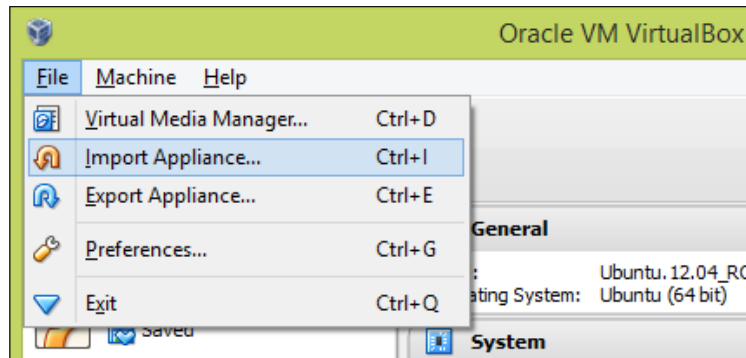 Oracle VM VirtualBox
File Machine Help
Virtual Media Manager... Ctrl+D
Import Appliance... Ctrl+I
Export Appliance... Ctrl+E
Preferences... Ctrl+G
Exit Ctrl+Q
General
: Ubuntu.12.04_RO
ating System: Ubuntu (64 bit)
Saved
System